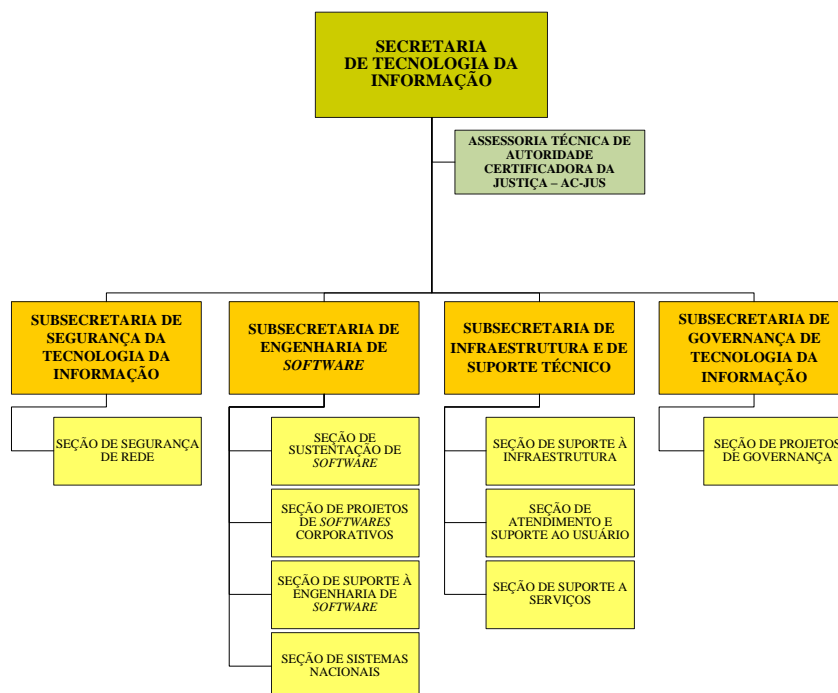 SECRETARIA
DE TECNOLOGIA DA
INFORMAÇÃO
ASSESSORIA TÉCNICA DE
AUTORIDADE
CERTIFICADORA DA
JUSTIÇA – AC-JUS
SUBSECRETARIA DE
SEGURANÇA DA
TECNOLOGIA DA
INFORMAÇÃO
SUBSECRETARIA DE
ENGENHARIA DE
SOFTWARE
SUBSECRETARIA DE
INFRAESTRUTURA E DE
SUPORTE TÉCNICO
SUBSECRETARIA DE
GOVERNANÇA DE
TECNOLOGIA DA
INFORMAÇÃO
SEÇÃO DE SEGURANÇA
DE REDE
SEÇÃO DE
SUSTENTAÇÃO DE
SOFTWARE
SEÇÃO DE PROJETOS
DE SOFTWARES
CORPORATIVOS
SEÇÃO DE SUPORTE À
ENGENHARIA DE
SOFTWARE
SEÇÃO DE SISTEMAS
NACIONAIS
SEÇÃO DE SUPORTE À
INFRAESTRUTURA
SEÇÃO DE
ATENDIMENTO E
SUPORTE AO USUÁRIO
SEÇÃO DE SUPORTE A
SERVIÇOS
SEÇÃO DE PROJETOS
DE GOVERNANÇA